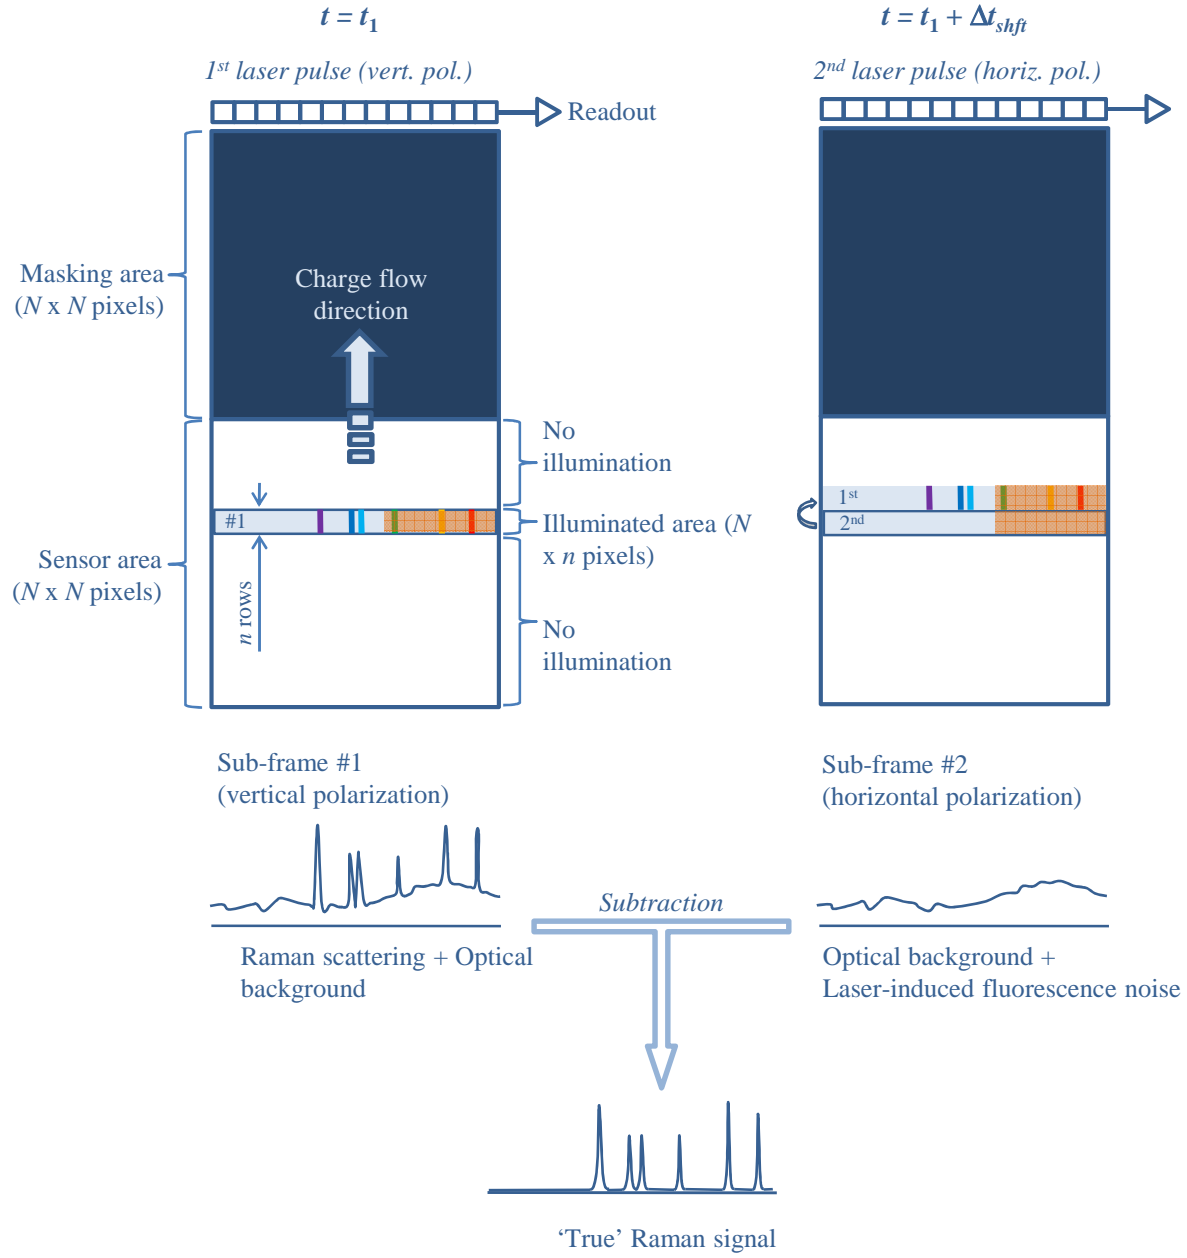 t = t1
t = t1 + Δtshft
1st laser pulse (vert. pol.)
2nd laser pulse (horiz. pol.)
Readout
Masking area
(N x N pixels)
Charge flow
direction
No
illumination
#1
Illuminated area (N
x n pixels)
1st
2nd
Sensor area
(N x N pixels)
n rows
No
illumination
Sub-frame #1
(vertical polarization)
Sub-frame #2
(horizontal polarization)
Subtraction
Raman scattering + Optical
background
Optical background +
Laser-induced fluorescence noise
‘True’ Raman signal